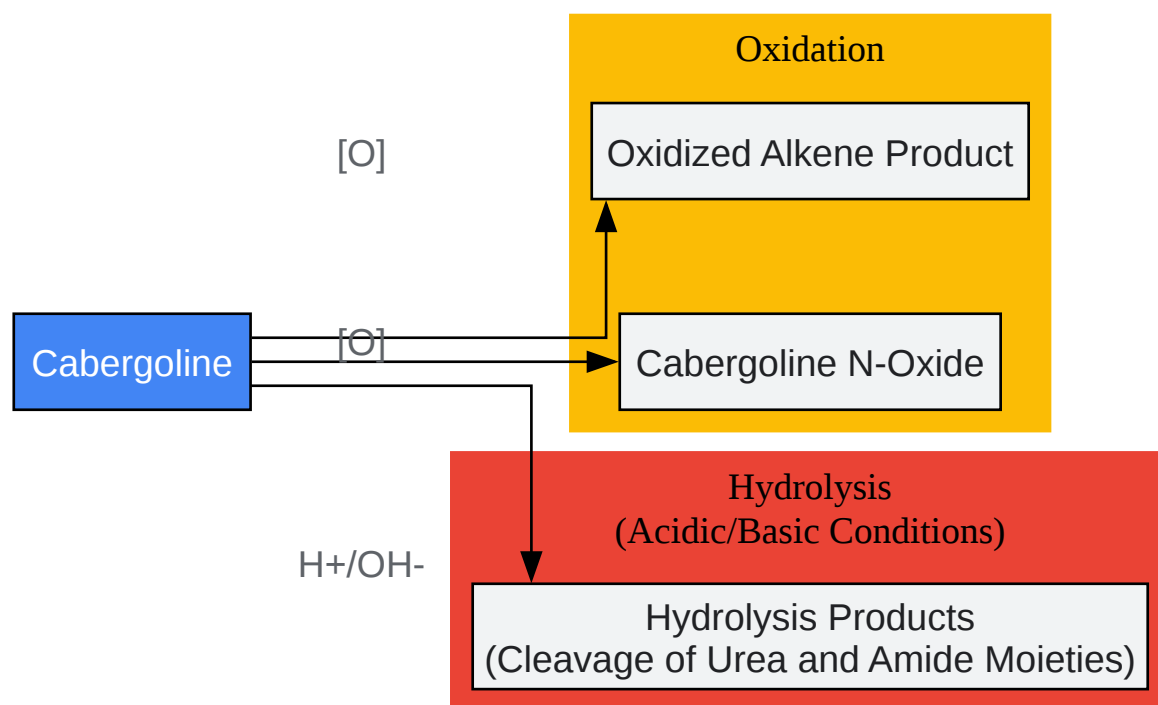 Oxidation
[O]
Oxidized Alkene Product
[O]
Cabergoline
Cabergoline N-Oxide
Hydrolysis
(Acidic/Basic Conditions)
H+/OH-
Hydrolysis Products
(Cleavage of Urea and Amide Moieties)